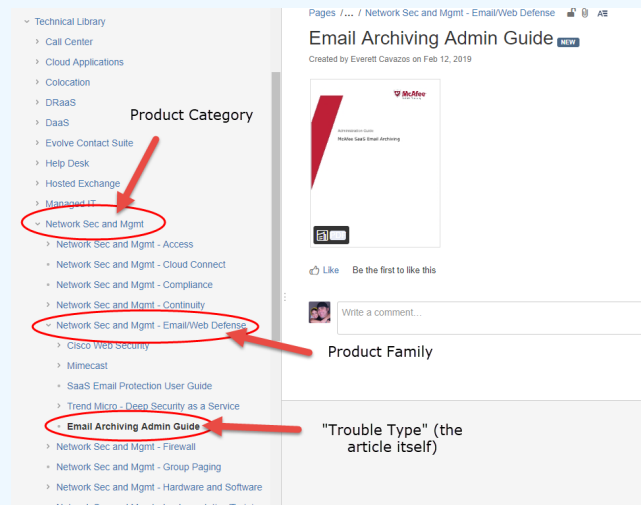 Technical Library
Call Center
Cloud Applications
Colocation
DRaaS
DaaS
Evolve Contact Suite
Help Desk
Hosted Exchange
Managed IT
Network Sec and Mgmt
Network Sec and Mgmt - Access
Network Sec and Mgmt - Cloud Connect
Network Sec and Mgmt - Compliance
Network Sec and Mgmt - Continuity
Network Sec and Mgmt - Email/Web Defense
Cisco Web Security
Mimecast
SaaS Email Protection User Guide
Trend Micro - Deep Security as a Service
Email Archiving Admin Guide
Network Sec and Mgmt - Firewall
Network Sec and Mgmt - Group Paging
Network Sec and Mgmt - Hardware and Software
Product Category
Product Family
"Trouble Type" (the
article itself)
Pages /... / Network Sec and Mgmt - Email/Web Defense
Email Archiving Admin Guide NEW
Created by Everett Cavazos on Feb 12, 2019
McAfee
Administration Guide
McAfee SaaS Email Archiving
Like Be the first to like this
Write a comment...